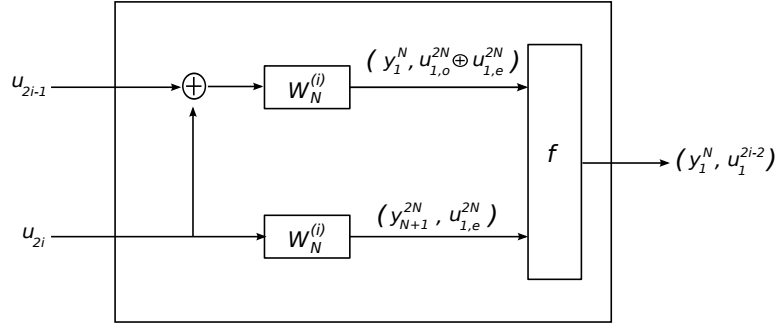 (y_1^N, u_{1,o}^{2N} ⊕ u_{1,e}^{2N})
u_{2i-1}
W_N^{(i)}
f
(y_1^N, u_1^{2i-2})
(y_{N+1}^{2N}, u_{1,e}^{2N})
u_{2i}
W_N^{(i)}